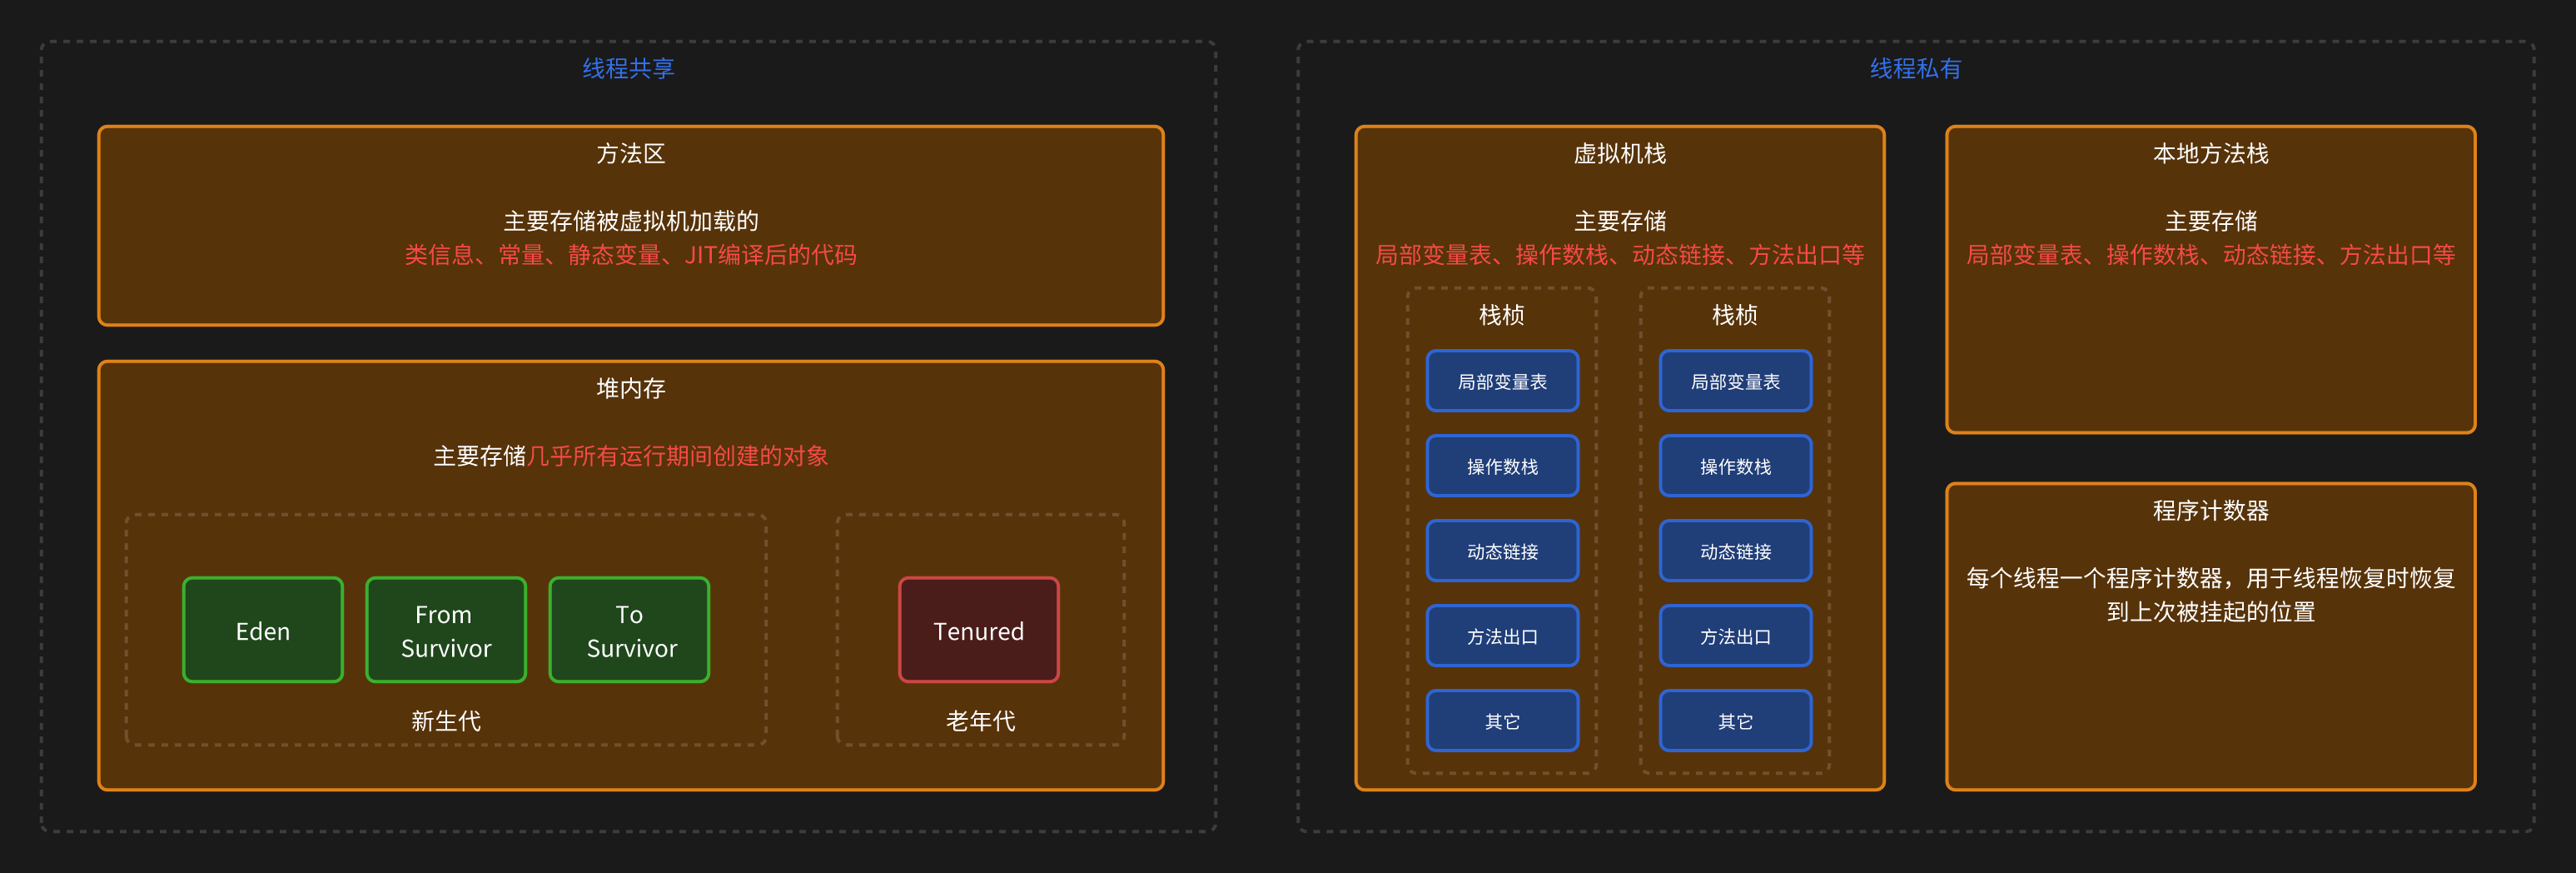 线程共享
方法区
主要存储被虚拟机加载的
类信息、常量、静态变量、JIT编译后的代码
堆内存
主要存储几乎所有运行期间创建的对象
Eden
From
Survivor
To
Survivor
新生代
Tenured
老年代
线程私有
虚拟机栈
主要存储
局部变量表、操作数栈、动态链接、方法出口等
栈桢
局部变量表
操作数栈
动态链接
方法出口
其它
栈桢
局部变量表
操作数栈
动态链接
方法出口
其它
本地方法栈
主要存储
局部变量表、操作数栈、动态链接、方法出口等
程序计数器
每个线程一个程序计数器，用于线程恢复时恢复
到上次被挂起的位置